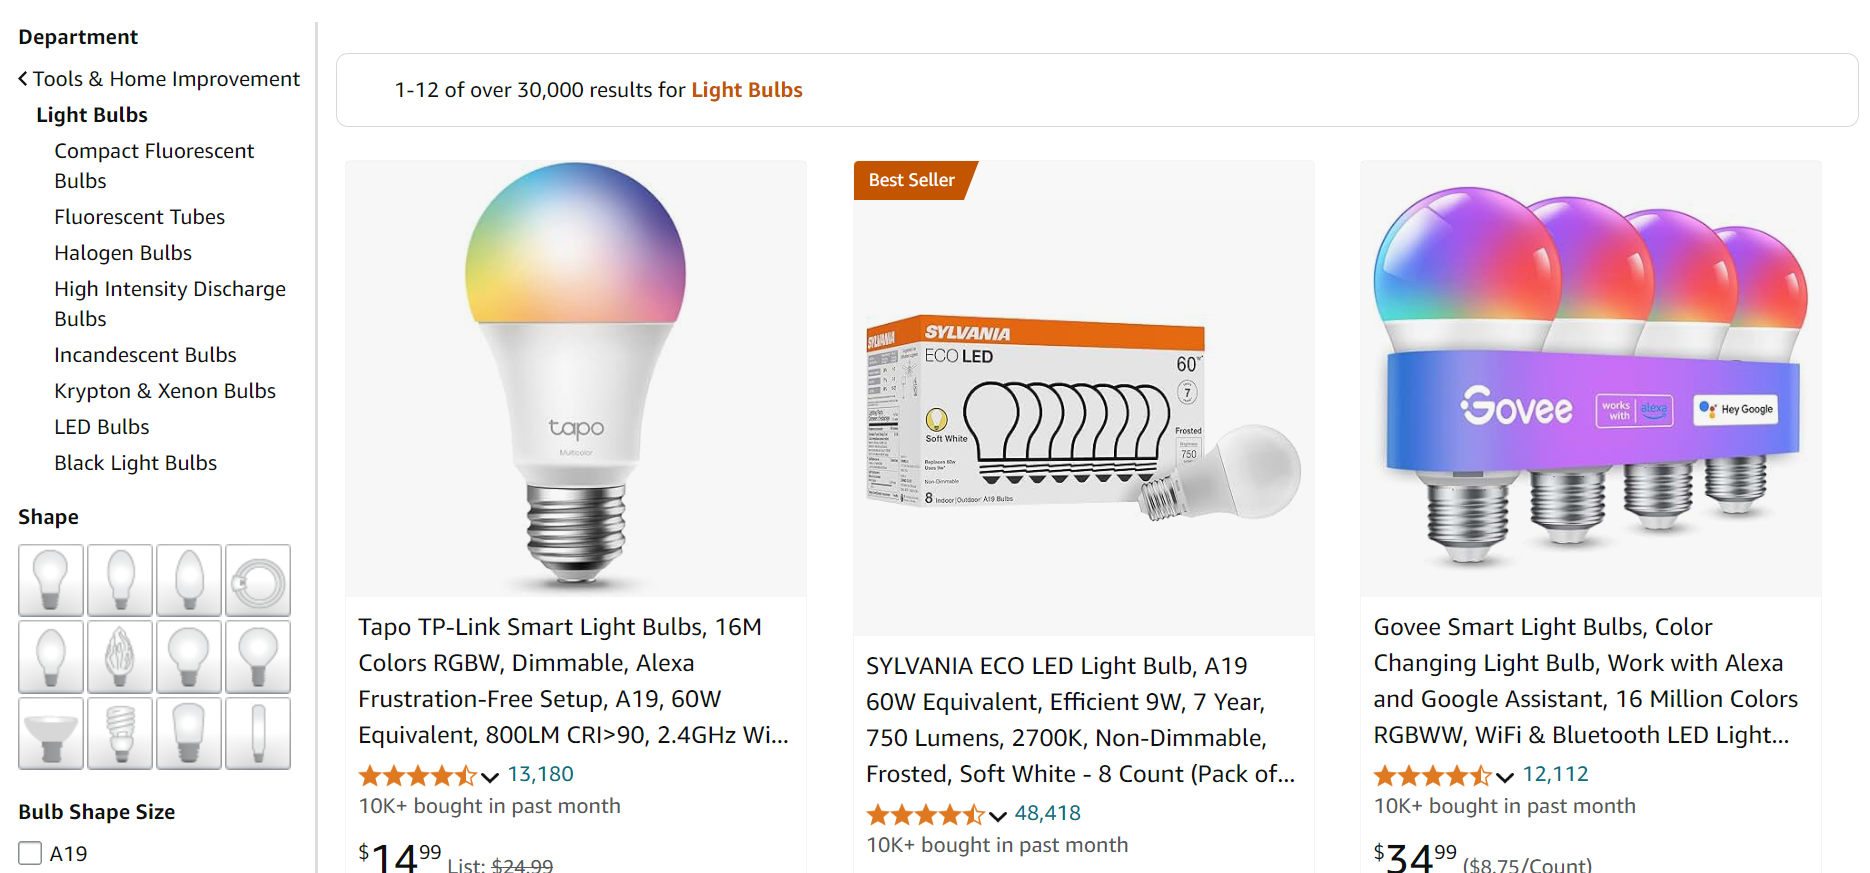 Department
Tools & Home Improvement
Light Bulbs
Compact Fluorescent
Bulbs
Fluorescent Tubes
Halogen Bulbs
High Intensity Discharge
Bulbs
Incandescent Bulbs
Krypton & Xenon Bulbs
LED Bulbs
Black Light Bulbs
Shape
Bulb Shape Size
A19
1-12 of over 30,000 results for Light Bulbs
tapo
Multicolor
Tapo TP-Link Smart Light Bulbs, 16M
Colors RGBW, Dimmable, Alexa
Frustration-Free Setup, A19, 60W
Equivalent, 800LM CRI>90, 2.4GHz Wi...
13,180
10K+ bought in past month
$14.99 List: $24.99
Best Seller
SYLVANIA
SYLVANIA
ECO LED
60
7
Soft White
Frosted
750
Non-Dimmable
8 Indoor/Outdoor A19 Bulbs
SYLVANIA ECO LED Light Bulb, A19
60W Equivalent, Efficient 9W, 7 Year,
750 Lumens, 2700K, Non-Dimmable,
Frosted, Soft White - 8 Count (Pack of...
48,418
10K+ bought in past month
Govee
works
with
alexa
Hey Google
Govee Smart Light Bulbs, Color
Changing Light Bulb, Work with Alexa
and Google Assistant, 16 Million Colors
RGBWW, WiFi & Bluetooth LED Light...
12,112
10K+ bought in past month
$34.99 ($8.75/Count)